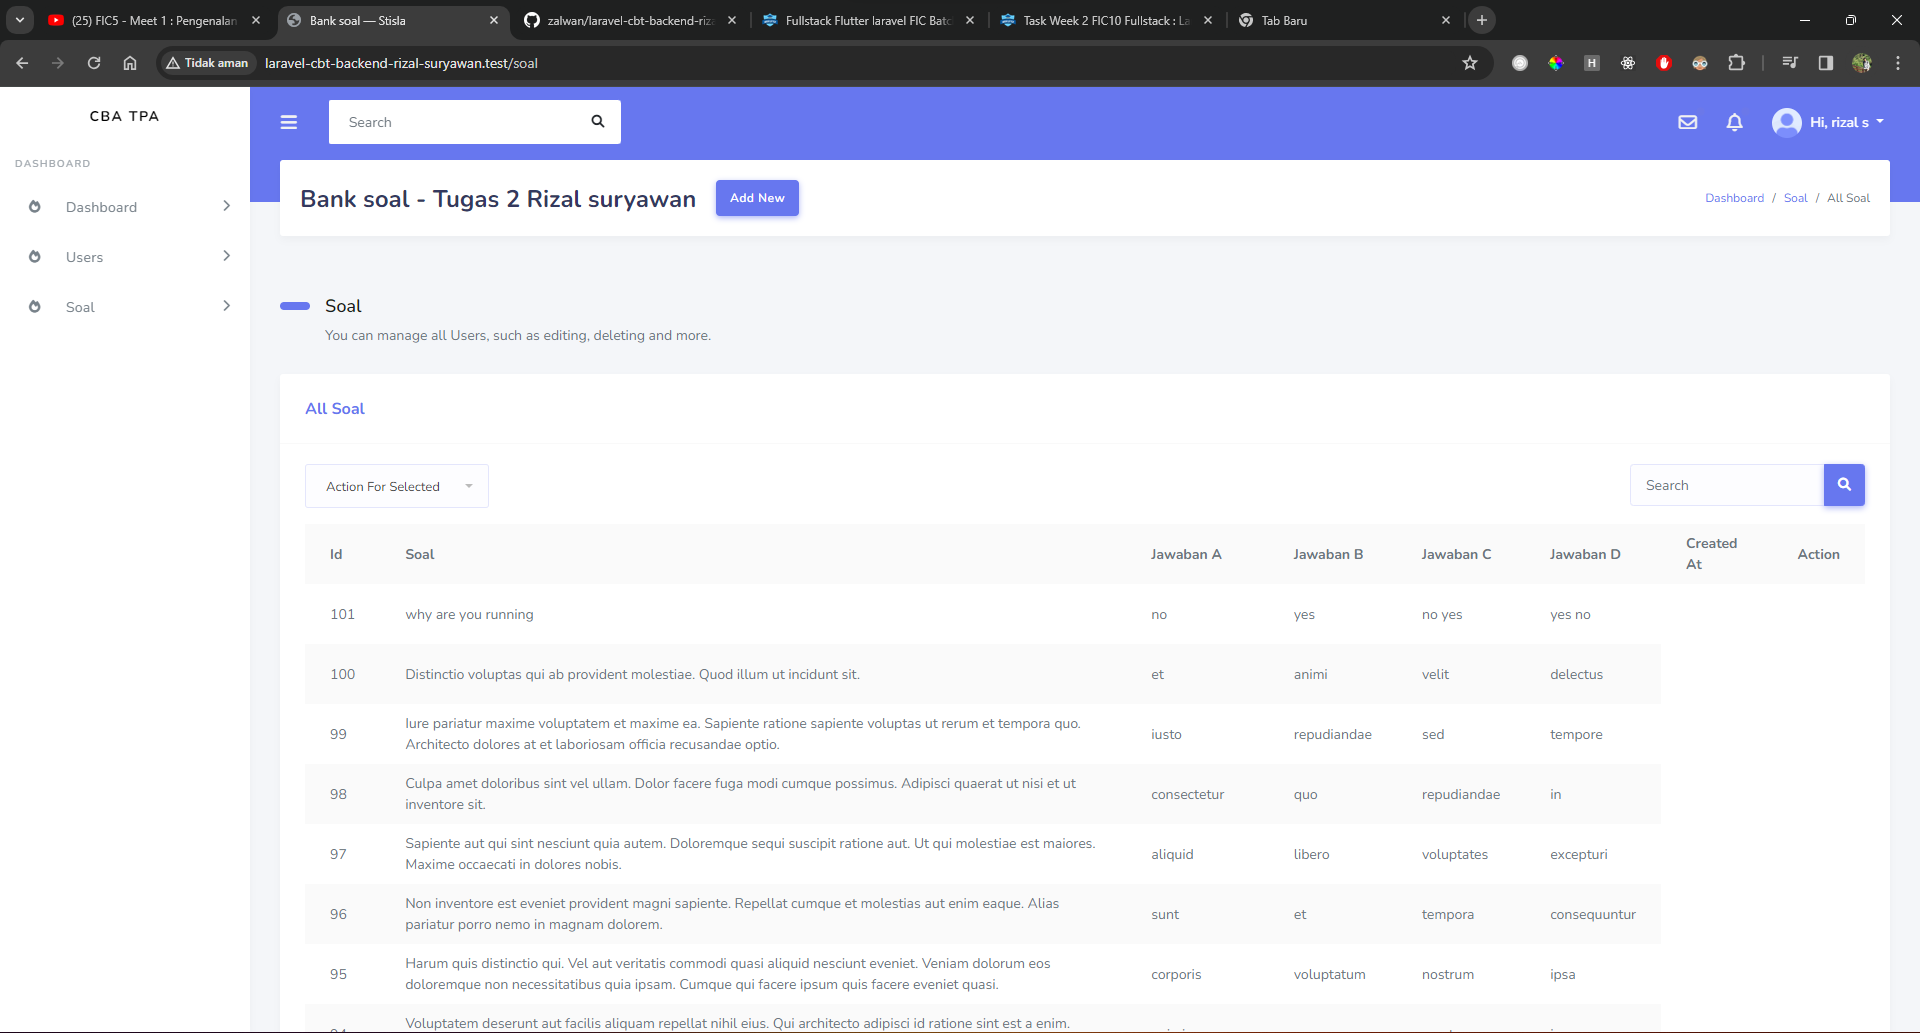 (25) FIC5 - Meet 1 : Pengenalan
Bank soal — Stisla
zalwan/laravel-cbt-backend-riza
Fullstack Flutter laravel FIC Batc
Task Week 2 FIC10 Fullstack : La
Tab Baru
Tidak aman
laravel-cbt-backend-rizal-suryawan.test/soal
CBA TPA
DASHBOARD
Dashboard
Users
Soal
Search
Hi, rizal s
Bank soal - Tugas 2 Rizal suryawan
Add New
Dashboard / Soal / All Soal
Soal
You can manage all Users, such as editing, deleting and more.
All Soal
Action For Selected
Search
Id Soal Jawaban A Jawaban B Jawaban C Jawaban D Created At Action
101 why are you running no yes no yes yes no
100 Distinctio voluptas qui ab provident molestiae. Quod illum ut incidunt sit. et animi velit delectus
99 Iure pariatur maxime voluptatem et maxime ea. Sapiente ratione sapiente voluptas ut rerum et tempora quo.
Architecto dolores at et laboriosam officia recusandae optio. iusto repudiandae sed tempore
98 Culpa amet doloribus sint vel ullam. Dolor facere fuga modi cumque possimus. Adipisci quaerat ut nisi et ut
inventore sit. consectetur quo repudiandae in
97 Sapiente aut qui sint nesciunt quia autem. Doloremque sequi suscipit ratione aut. Ut qui molestiae est maiores.
Maxime occaecati in dolores nobis. aliquid libero voluptates excepturi
96 Non inventore est eveniet provident magni sapiente. Repellat cumque et molestias aut enim eaque. Alias
pariatur porro nemo in magnam dolorem. sunt et tempora consequuntur
95 Harum quis distinctio qui. Vel aut veritatis commodi quasi aliquid nesciunt eveniet. Veniam dolorum eos
doloremque non necessitatibus quia ipsam. Cumque qui facere ipsum quis facere eveniet quasi. corporis voluptatum nostrum ipsa
Voluptatem deserunt aut facilis aliquam repellat nihil eius. Qui architecto adipisci id ratione sint est a enim.